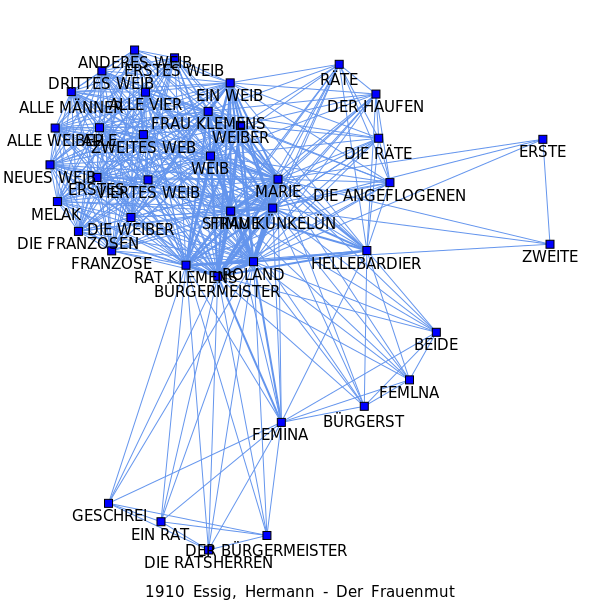 ANDERES WEIB
ERSTES WEIB
RÄTE
DRITTES WEIB
EIN WEIB
ALLE MÄNNER
ALLE VIER
DER HAUFEN
FRAU KLEMENS
WEIBER
ALLE WEIBER
ALLE
ZWEITES WEB
DIE RÄTE
ERSTE
WEIB
NEUES WEIB
ERSTES
VIERTES WEIB
MARIE
DIE ANGEFLOGENEN
MELAK
DIE WEIBER
STIMME
FRAU KÜNKELÜN
DIE FRANZOSEN
FRANZOSE
HELLEBARDIER
ZWEITE
RAT KLEMENS
ROLAND
BÜRGERMEISTER
BEIDE
FEMLNA
BÜRGERST
FEMINA
GESCHREI
EIN RAT
DER BÜRGERMEISTER
DIE RATSHERREN
1910 Essig, Hermann - Der Frauenmut